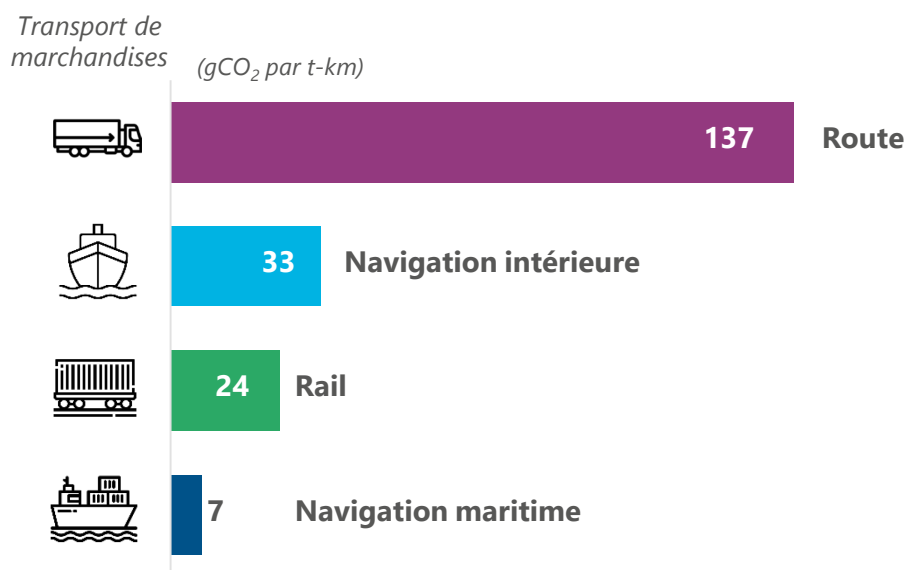 Transport de
marchandises
(gCO₂ par t-km)
137 Route
33 Navigation intérieure
24 Rail
7 Navigation maritime